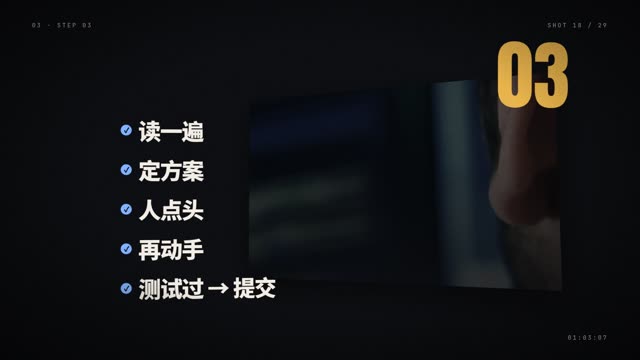 03 · STEP 03
SHOT 18 / 29
03
读一遍
定方案
人点头
再动手
测试过 → 提交
01:03:07